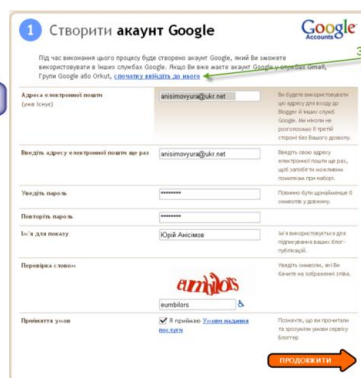 1 Створити акаунт Google
Google
Accounts
Під час виконання цього процесу буде створено акаунт Google, який Ви зможете
використовувати в інших службах Google. Якщо Ви вже маєте акаунт Google у службах Gmail,
Групи Google або Orkut, спочатку ввійдіть до нього
3
Адреса електронної пошти
(уже існує)
anisimovyura@ukr.net
Ви будете використовувати
цю адресу для входу до
Blogger й інших служб
Google. Ми ніколи не
розголошуємо її третій
стороні без Вашого дозволу.
Введіть адресу електронної пошти ще раз
anisimovyura@ukr.net
Введіть свою адресу
електронної пошти ще раз,
щоб запобігти можливим
помилкам при наборі.
Уведіть пароль
********
Повинно бути щонайменше 8
символів у довжину.
Повторіть пароль
********
Ім'я для показу
Юрій Анісімов
Ім'я використовується для
підписування ваших блог-
публікацій.
Перевірка словом
eumbilors
Уведіть символи, які Ви
бачите на зображенні зліва.
eumbilors
Прийняття умов
Я приймаю Умови надання
послуги
Позначте, що ви прочитали
та зрозуміли умови сервісу
Блоггер
ПРОДОВЖИТИ